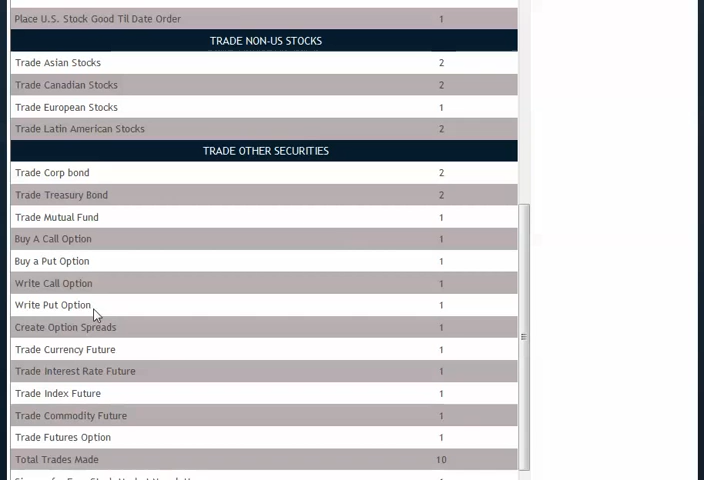 Place U.S. Stock Good Til Date Order 1
TRADE NON-US STOCKS
Trade Asian Stocks 2
Trade Canadian Stocks 2
Trade European Stocks 1
Trade Latin American Stocks 2
TRADE OTHER SECURITIES
Trade Corp bond 2
Trade Treasury Bond 2
Trade Mutual Fund 1
Buy A Call Option 1
Buy a Put Option 1
Write Call Option 1
Write Put Option 1
Create Option Spreads 1
Trade Currency Future 1
Trade Interest Rate Future 1
Trade Index Future 1
Trade Commodity Future 1
Trade Futures Option 1
Total Trades Made 10